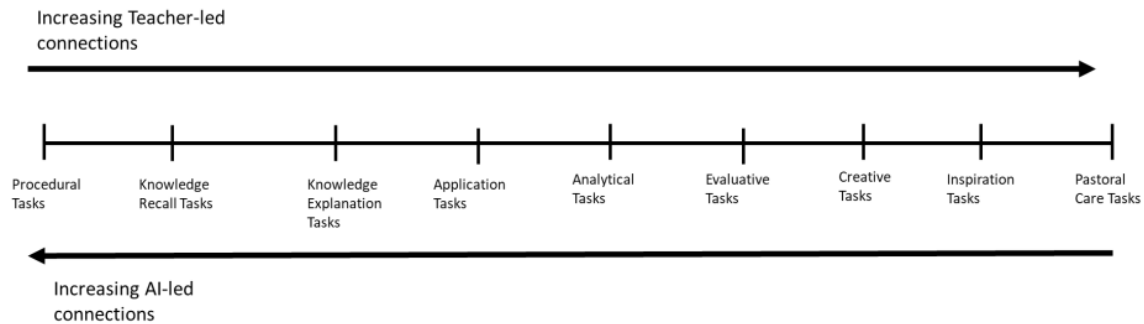 Increasing Teacher-led
connections
Procedural
Tasks
Knowledge
Recall Tasks
Knowledge
Explanation
Tasks
Application
Tasks
Analytical
Tasks
Evaluative
Tasks
Creative
Tasks
Inspiration
Tasks
Pastoral
Care Tasks
Increasing AI-led
connections